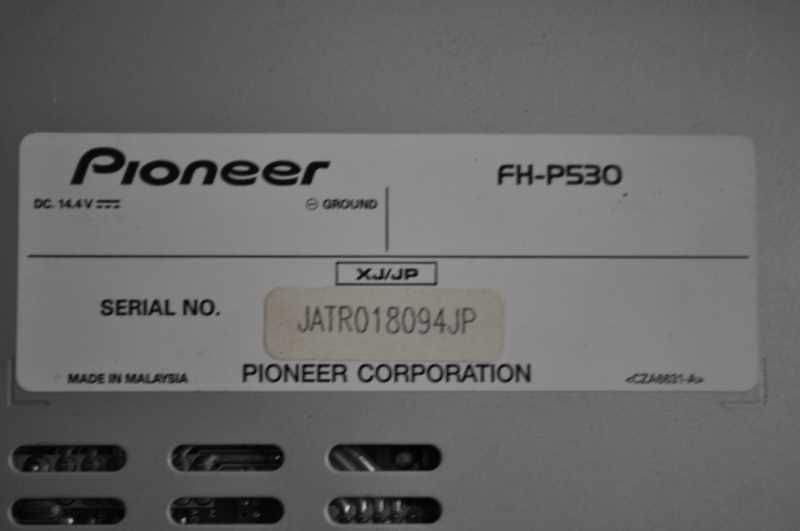 Pioneer
FH-P530
DC. 14.4 V
⊖ GROUND
XJ/JP
SERIAL NO.
JATR018094JP
MADE IN MALAYSIA
PIONEER CORPORATION
<CZA6631-A>